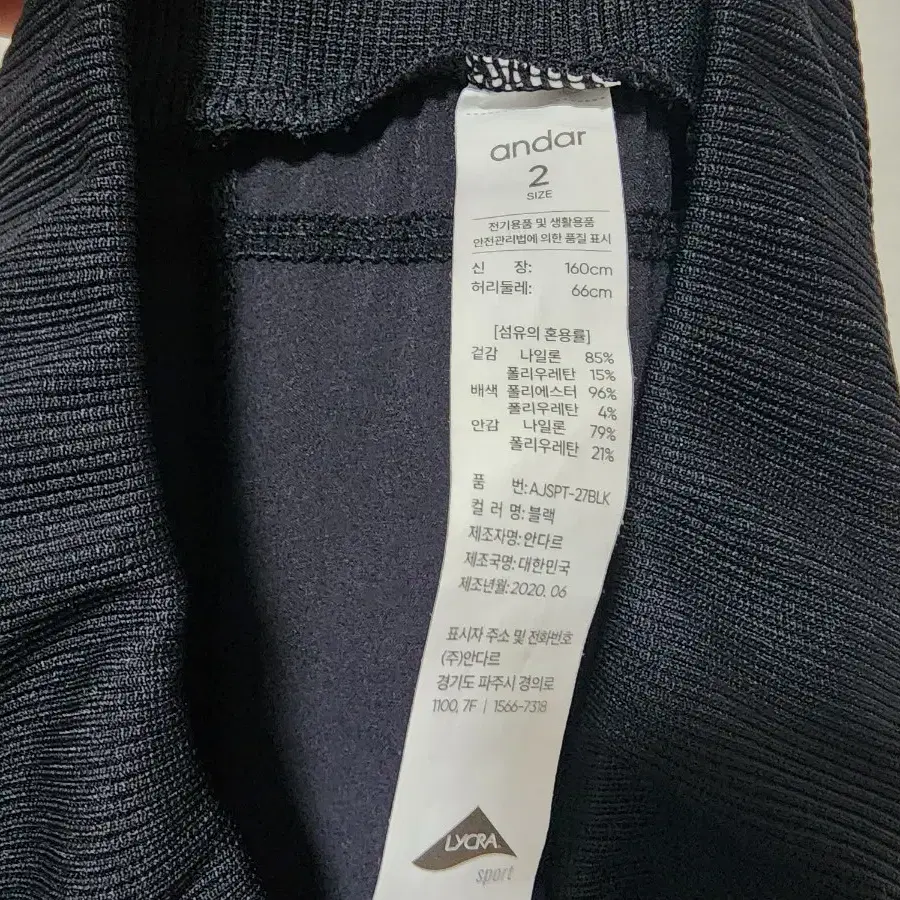 andar
2
SIZE
전기용품 및 생활용품
안전관리법에 의한 품질 표시
신 장: 160cm
허리둘레: 66cm
[섬유의 혼용률]
겉감 나일론 85%
폴리우레탄 15%
배색 폴리에스터 96%
폴리우레탄 4%
안감 나일론 79%
폴리우레탄 21%
품 번: AJSPT-27BLK
컬 러 명: 블랙
제조자명: 안다르
제조국명: 대한민국
제조년월: 2020. 06
표시자 주소 및 전화번호
(주)안다르
경기도 파주시 경의로
1100, 7F | 1566-7318
LYCRA
sport